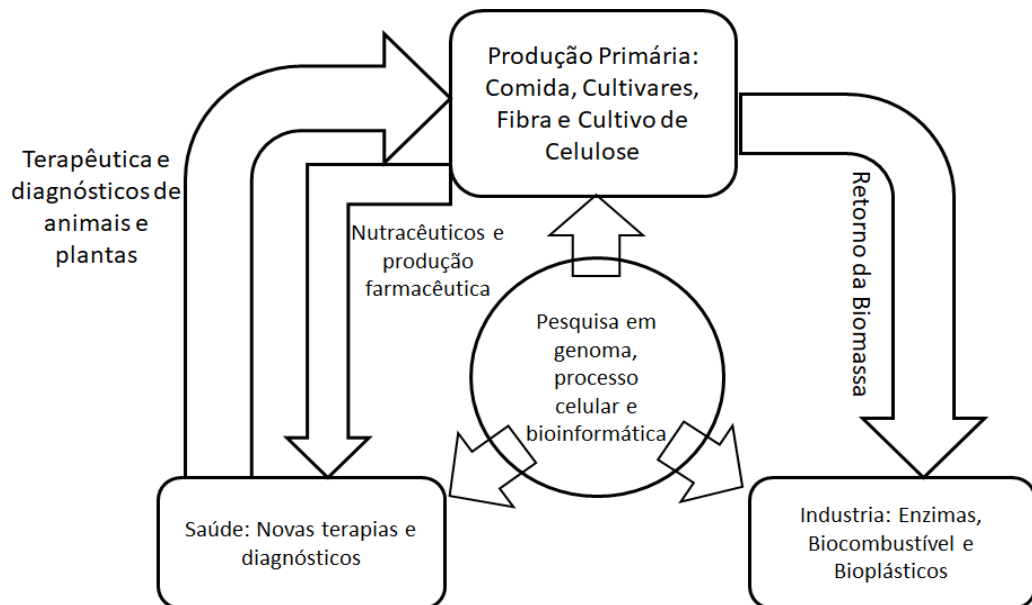 Produção Primária:
Comida, Cultivares,
Fibra e Cultivo de
Celulose
Terapêutica e
diagnósticos de
animais e
plantas
Nutracêuticos e
produção
farmacêutica
Retorno da Biomassa
Pesquisa em
genoma,
processo
celular e
bioinformática
Saúde: Novas terapias e
diagnósticos
Industria: Enzimas,
Biocombustível e
Bioplásticos